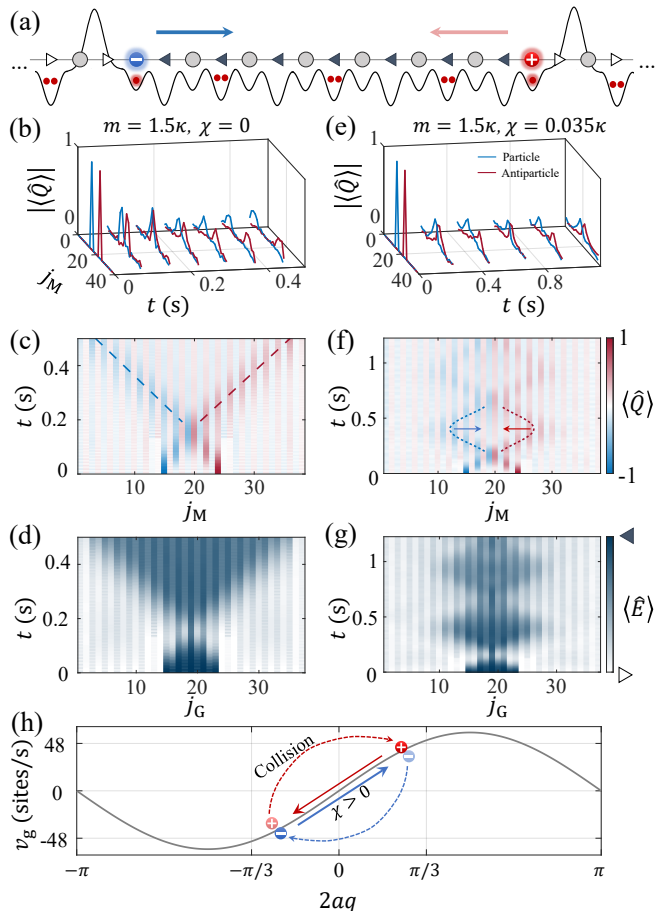 (a)
... − + ...
(b) m = 1.5κ, χ = 0
(e) m = 1.5κ, χ = 0.035κ
1
0
|⟨Q̂⟩|
0
20
40
j_M
0 0.2 0.4
t (s)
1
0
|⟨Q̂⟩|
Particle
Antiparticle
0
20
40
0 0.4 0.8
t (s)
(c)
t (s)
0.4
0.2
0
10 20 30
j_M
(f)
t (s)
1
0.5
0
10 20 30
j_M
1
⟨Q̂⟩
-1
(d)
t (s)
0.4
0.2
0
10 20 30
j_G
(g)
t (s)
1
0.5
0
10 20 30
j_G
⟨Ê⟩
(h)
v_g (sites/s)
48
0
-48
Collision
χ > 0
+ −
+ −
−π −π/3 0 π/3 π
2aq